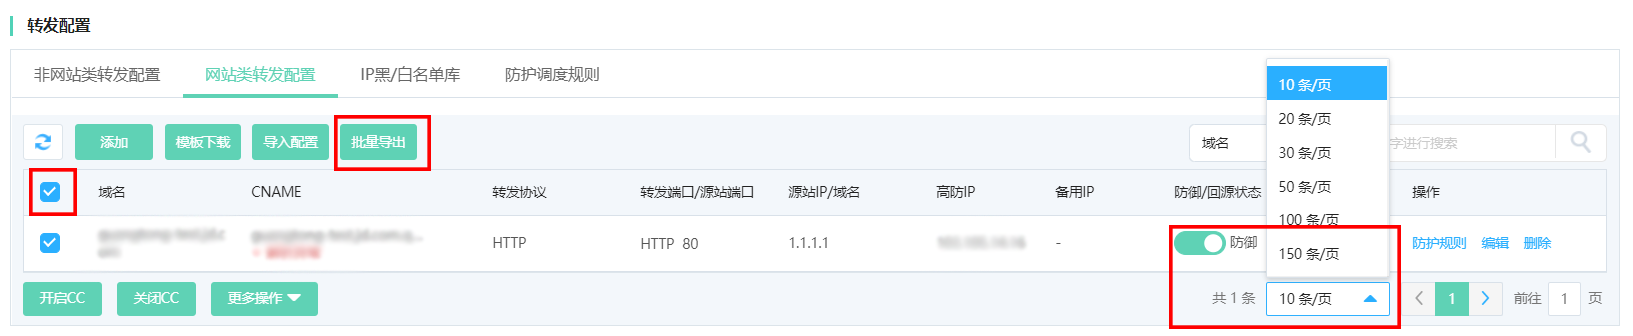 转发配置
非网站类转发配置 网站类转发配置 IP黑/白名单库 防护调度规则
10 条/页
20 条/页
30 条/页
50 条/页
100 条/页
150 条/页
添加 模板下载 导入配置 批量导出 域名 字进行搜索
域名 CNAME 转发协议 转发端口/源站端口 源站IP/域名 高防IP 备用IP 防御/回源状态 操作
HTTP HTTP 80 1.1.1.1 - 防御 防护规则 编辑 删除
开启CC 关闭CC 更多操作 共 1 条 10 条/页 1 前往 1 页